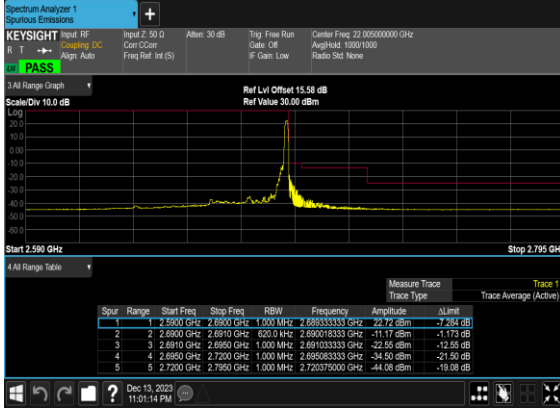 Spectrum Analyzer 1
Spurious Emissions
+
KEYSIGHT Input: RF Input Z: 50 Ω Atten: 30 dB Trig: Free Run Center Freq: 22.005000000 GHz
R T Coupling: DC Corr CCorr Gate: Off Avg|Hold: 1000/1000
Align: Auto Freq Ref: Int (S) IF Gain: Low Radio Std: None
PASS
3 All Range Graph
Ref Lvl Offset 15.58 dB
Scale/Div 10.0 dB Ref Value 30.00 dBm
Log
20.0
10.0
0.00
-10.0
-20.0
-30.0
-40.0
-50.0
-60.0
Start 2.590 GHz Stop 2.795 GH
4 All Range Table
Measure Trace Trace 1
Trace Type Trace Average (Active)
Spur Range Start Freq Stop Freq RBW Frequency Amplitude ΔLimit
1 1 2.5900 GHz 2.6900 GHz 1.000 MHz 2.689333333 GHz 22.72 dBm -7.284 dB
2 2 2.6900 GHz 2.6910 GHz 620.0 kHz 2.690018333 GHz -11.17 dBm -1.173 dB
3 3 2.6910 GHz 2.6950 GHz 1.000 MHz 2.691033333 GHz -22.55 dBm -12.55 dB
4 4 2.6950 GHz 2.7200 GHz 1.000 MHz 2.695083333 GHz -34.50 dBm -21.50 dB
5 5 2.7200 GHz 2.7950 GHz 1.000 MHz 2.720375000 GHz -44.08 dBm -19.08 dB
? Dec 13, 2023
11:01:14 PM